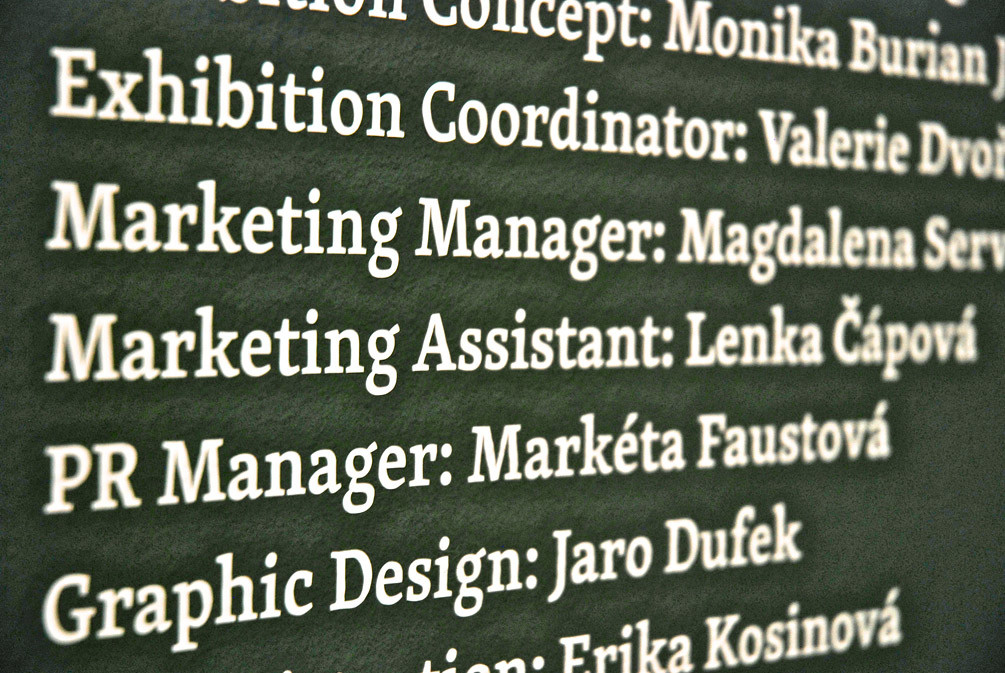 Concept: Monika Burian
Exhibition Coordinator: Valerie
Marketing Manager: Magdalena
Marketing Assistant: Lenka Čápová
PR Manager: Markéta Faustová
Graphic Design: Jaro Dufek
Erika Kosinová